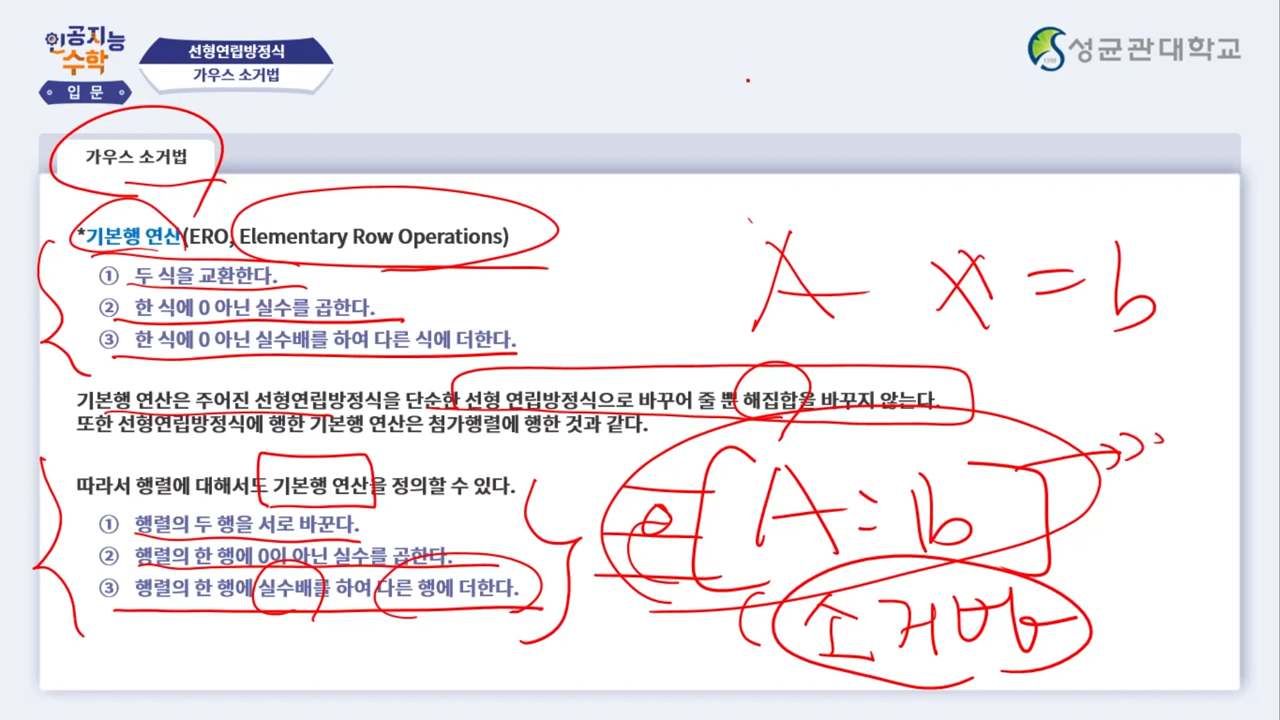 인공지능
수학
입문
선형연립방정식
가우스 소거법
성균관대학교
가우스 소거법
*기본행 연산(ERO, Elementary Row Operations)
① 두 식을 교환한다.
② 한 식에 0 아닌 실수를 곱한다.
③ 한 식에 0 아닌 실수배를 하여 다른 식에 더한다.
A x = b
기본행 연산은 주어진 선형연립방정식을 단순한 선형 연립방정식으로 바꾸어 줄 뿐 해집합을 바꾸지 않는다.
또한 선형연립방정식에 행한 기본행 연산은 첨가행렬에 행한 것과 같다.
따라서 행렬에 대해서도 기본행 연산을 정의할 수 있다.
① 행렬의 두 행을 서로 바꾼다.
② 행렬의 한 행에 0이 아닌 실수를 곱한다.
③ 행렬의 한 행에 실수배를 하여 다른 행에 더한다.
[A : b]
소거법